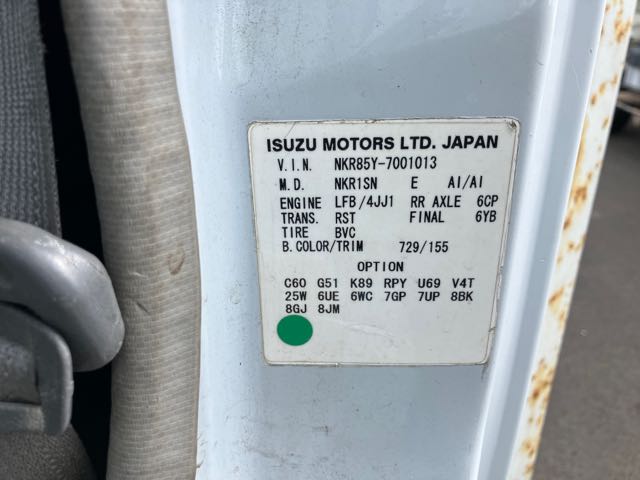 ISUZU MOTORS LTD. JAPAN
V.I.N. NKR85Y-7001013
M.D. NKR1SN E AI/AI
ENGINE LFB/4JJ1 RR AXLE 6CP
TRANS. RST FINAL 6YB
TIRE BVC
B.COLOR/TRIM 729/155
OPTION
C60 G51 K89 RPY U69 V4T
25W 6UE 6WC 7GP 7UP 8BK
8GJ 8JM